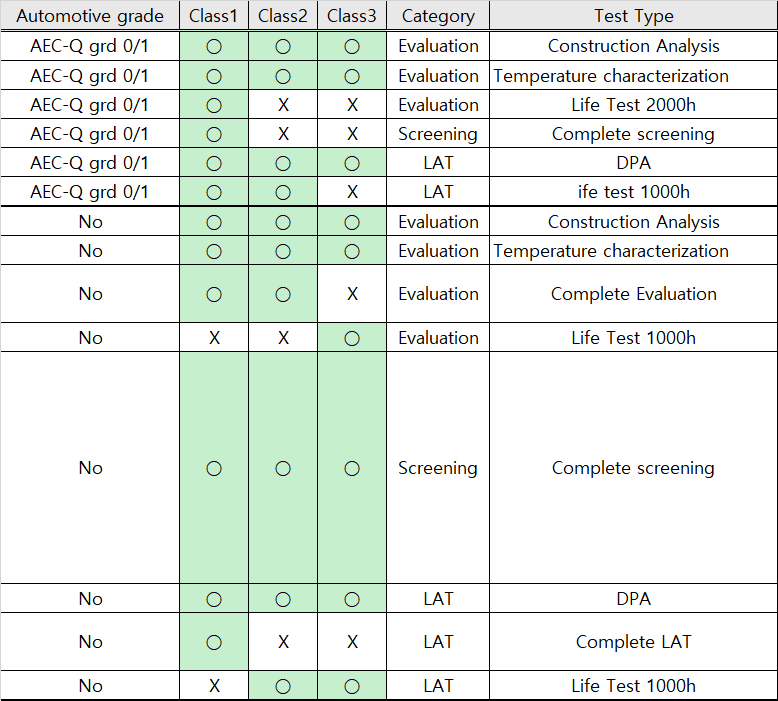 Automotive grade Class1 Class2 Class3 Category Test Type
AEC-Q grd 0/1 ○ ○ ○ Evaluation Construction Analysis
AEC-Q grd 0/1 ○ ○ ○ Evaluation Temperature characterization
AEC-Q grd 0/1 ○ X X Evaluation Life Test 2000h
AEC-Q grd 0/1 ○ X X Screening Complete screening
AEC-Q grd 0/1 ○ ○ ○ LAT DPA
AEC-Q grd 0/1 ○ ○ X LAT ife test 1000h
No ○ ○ ○ Evaluation Construction Analysis
No ○ ○ ○ Evaluation Temperature characterization
No ○ ○ X Evaluation Complete Evaluation
No X X ○ Evaluation Life Test 1000h
No ○ ○ ○ Screening Complete screening
No ○ ○ ○ LAT DPA
No ○ X X LAT Complete LAT
No X ○ ○ LAT Life Test 1000h